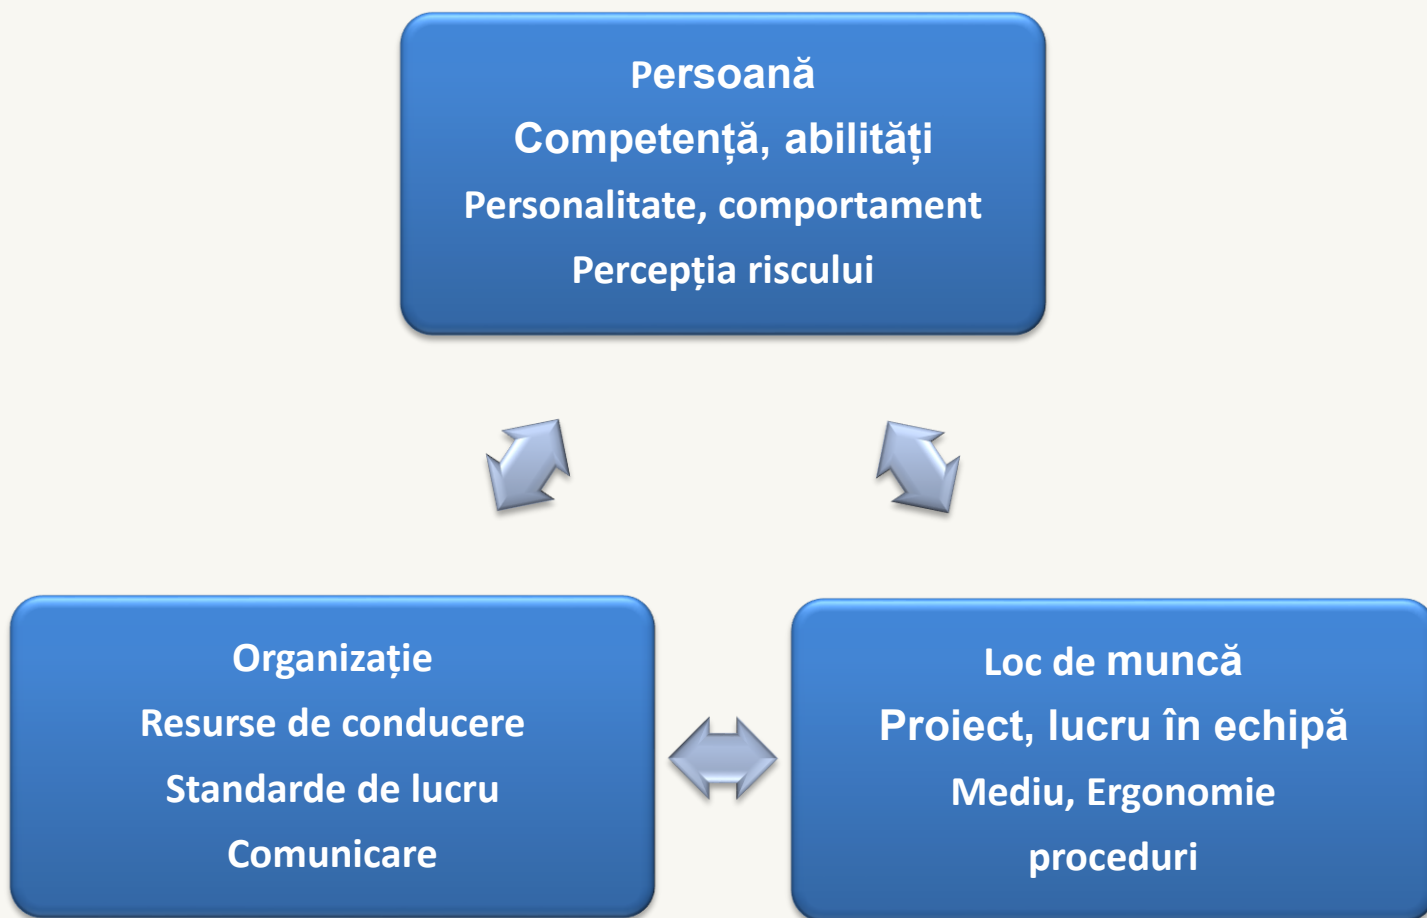 Persoană
Competență, abilități
Personalitate, comportament
Percepția riscului
Organizație
Resurse de conducere
Standarde de lucru
Comunicare
Loc de muncă
Proiect, lucru în echipă
Mediu, Ergonomie
proceduri